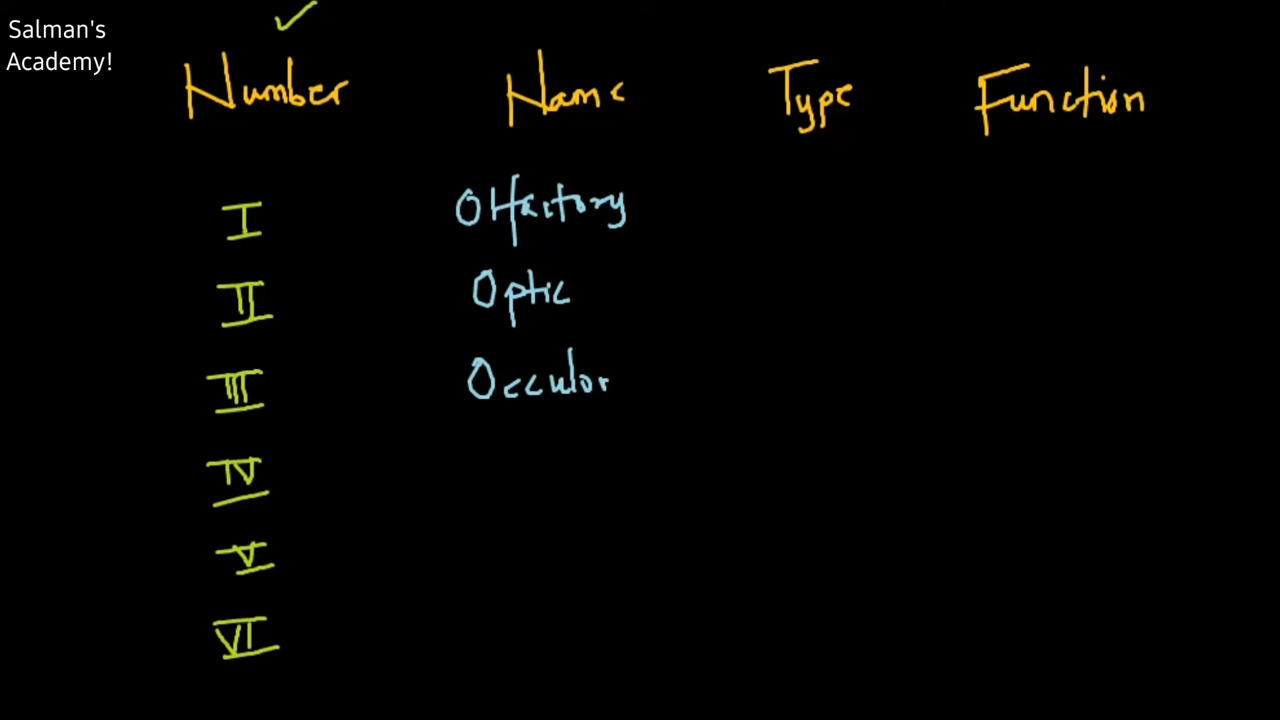 Salman's
Academy!
Number Name Type Function
I Olfactory
II Optic
III Occulor
IV
V
VI